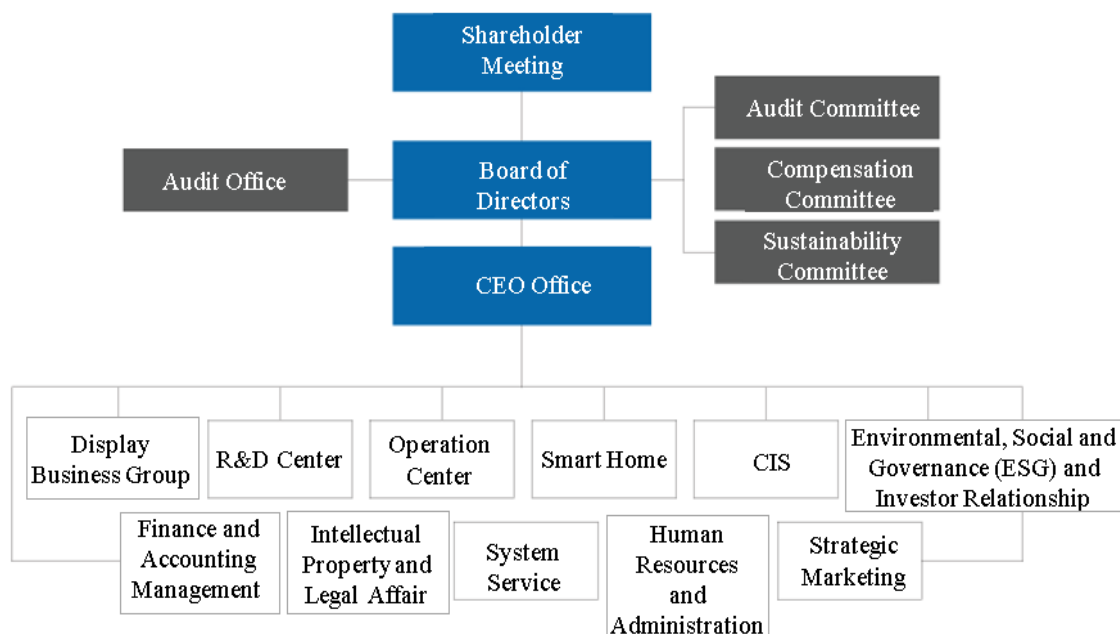 Shareholder
Meeting
Audit Committee
Audit Office
Board of
Directors
Compensation
Committee
Sustainability
Committee
CEO Office
Display
Business Group
R&D Center
Operation
Center
Smart Home
CIS
Environmental, Social and
Governance (ESG) and
Investor Relationship
Finance and
Accounting
Management
Intellectual
Property and
Legal Affair
System
Service
Human
Resources
and
Administration
Strategic
Marketing